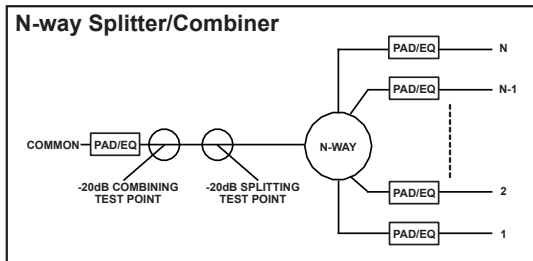 N-way Splitter/Combiner
PAD/EQ N
PAD/EQ N-1
COMMON PAD/EQ N-WAY
-20dB COMBINING
TEST POINT
-20dB SPLITTING
TEST POINT
PAD/EQ 2
PAD/EQ 1